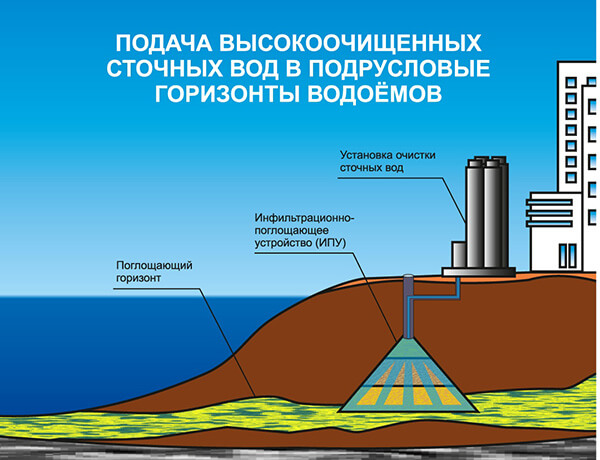 ПОДАЧА ВЫСОКООЧИЩЕННЫХ
СТОЧНЫХ ВОД В ПОДРУСЛОВЫЕ
ГОРИЗОНТЫ ВОДОЁМОВ
Установка очистки
сточных вод
Инфильтрационно-
поглощающее
устройство (ИПУ)
Поглощающий
горизонт